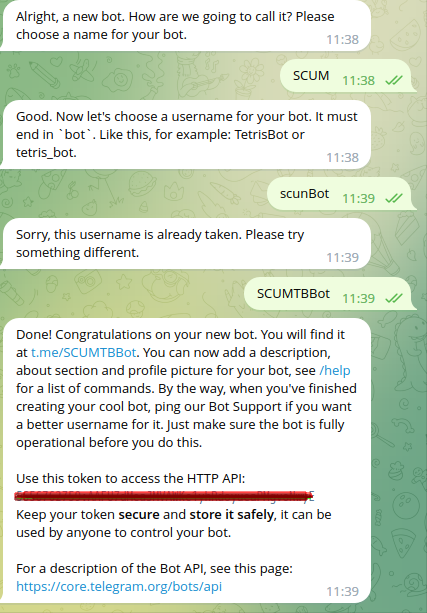 Alright, a new bot. How are we going to call it? Please
choose a name for your bot.
11:38
SCUM
11:38
Good. Now let's choose a username for your bot. It must
end in `bot`. Like this, for example: TetrisBot or
tetris_bot.
11:38
scunBot
11:39
Sorry, this username is already taken. Please try
something different.
11:39
SCUMTBBot
11:39
Done! Congratulations on your new bot. You will find it
at t.me/SCUMTBBot. You can now add a description,
about section and profile picture for your bot, see /help
for a list of commands. By the way, when you've finished
creating your cool bot, ping our Bot Support if you want
a better username for it. Just make sure the bot is fully
operational before you do this.
Use this token to access the HTTP API:
Keep your token secure and store it safely, it can be
used by anyone to control your bot.
For a description of the Bot API, see this page:
https://core.telegram.org/bots/api
11:39